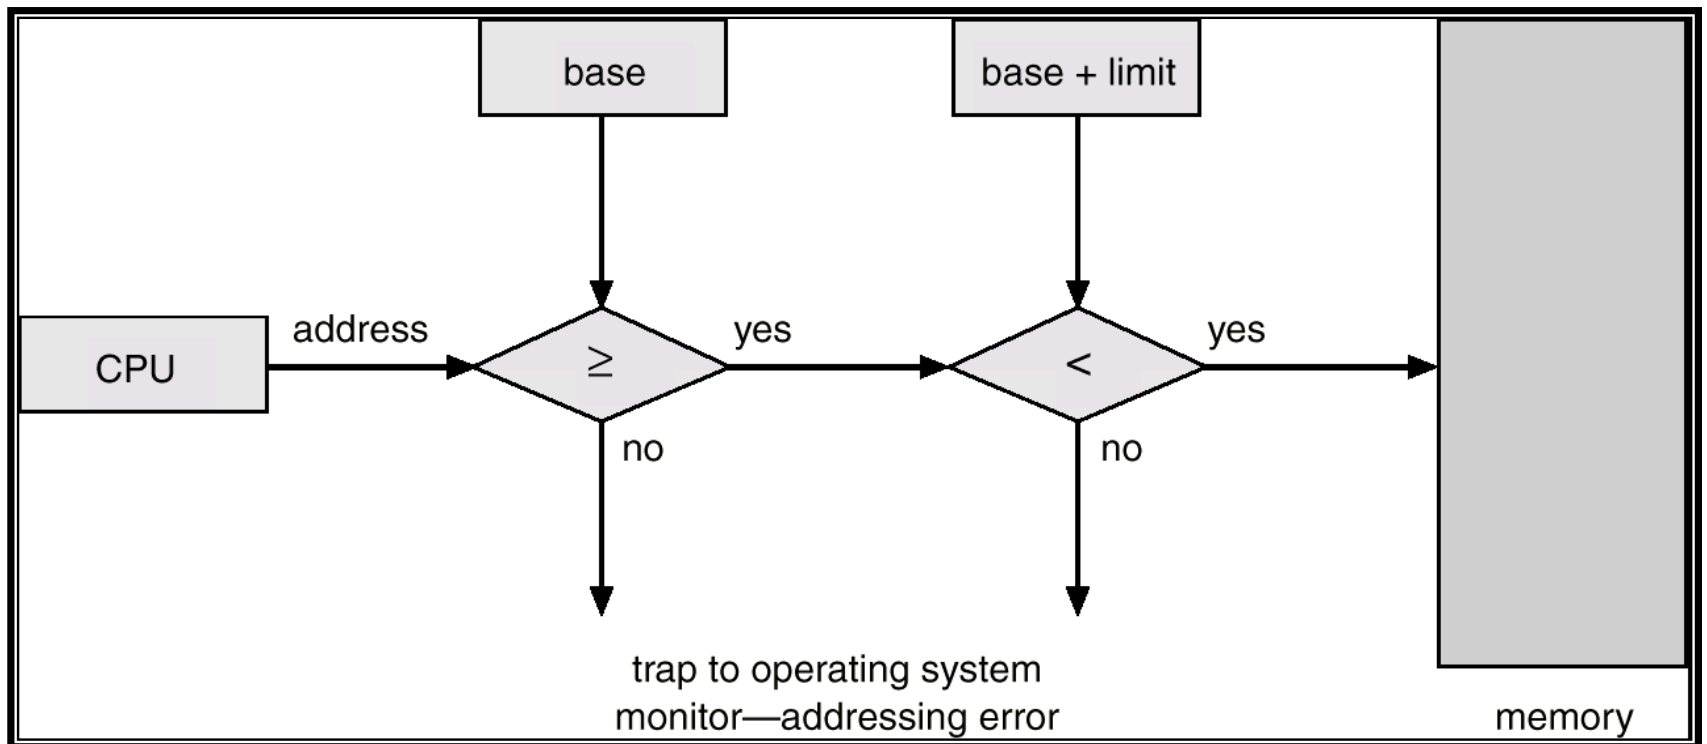 base
base + limit
CPU
address
≥
yes
<
yes
no
no
trap to operating system
monitor—addressing error
memory